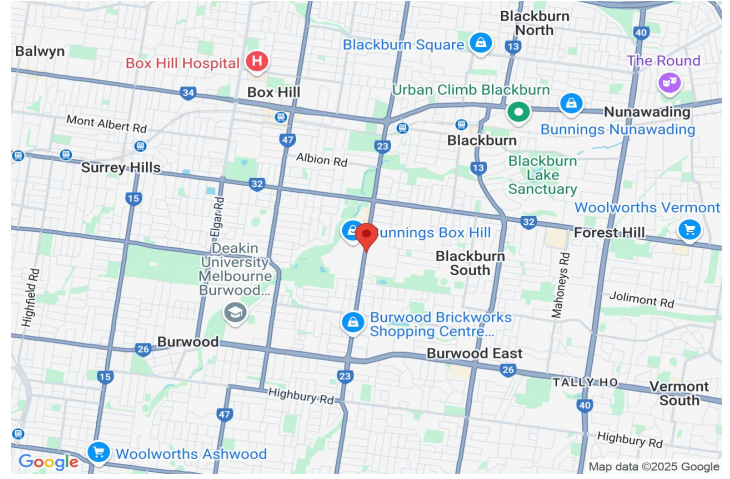 Blackburn
North
40
Balwyn
Blackburn Square
13
Box Hill Hospital
H
The Round
34
Box Hill
Urban Climb Blackburn
Nunawading
Bunnings Nunawading
Mont Albert Rd
47
23
Blackburn
Albion Rd
Surrey Hills
13
Blackburn
Lake
Sanctuary
15
32
Elgar Rd
Woolworths Vermont
32
Forest Hill
Bunnings Box Hill
Deakin
University
Melbourne
Burwood...
Blackburn
South
Mahoneys Rd
Highfield Rd
Jolimont Rd
Burwood Brickworks
Shopping Centre...
Burwood
26
Burwood East
26
15
23
TALLY HO
Vermont
South
Highbury Rd
47
40
Highbury Rd
Woolworths Ashwood
Google
Map data ©2025 Google